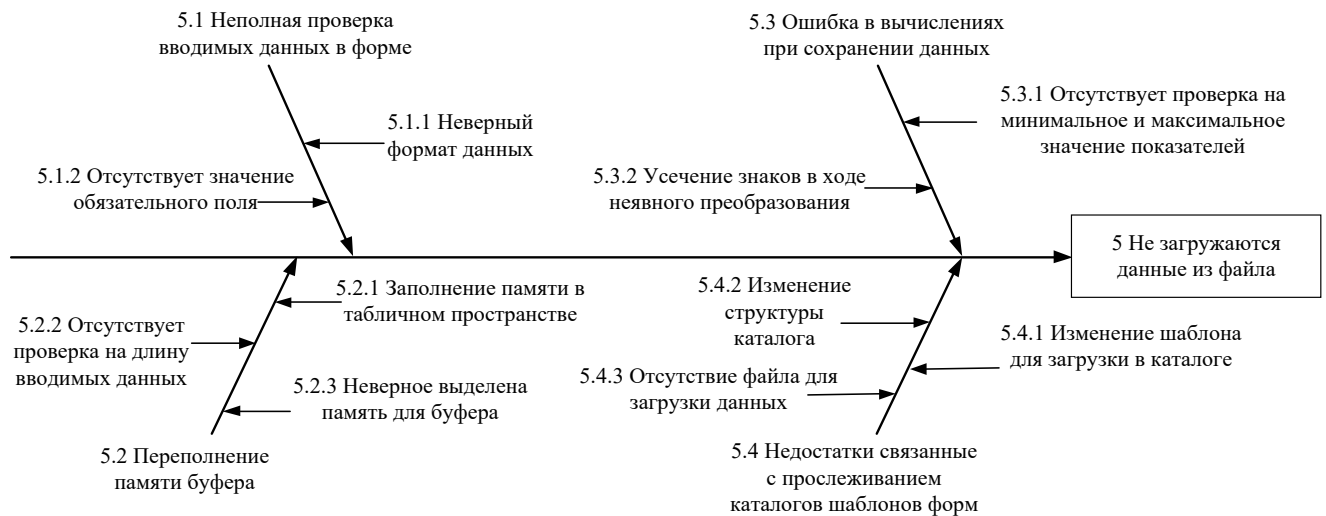 5.1 Неполная проверка
вводимых данных в форме
5.3 Ошибка в вычислениях
при сохранении данных
5.1.1 Неверный
формат данных
5.3.1 Отсутствует проверка на
минимальное и максимальное
значение показателей
5.1.2 Отсутствует значение
обязательного поля
5.3.2 Усечение знаков в ходе
неявного преобразования
5 Не загружаются
данные из файла
5.2.1 Заполнение памяти в
табличном пространстве
5.4.2 Изменение
структуры
каталога
5.2.2 Отсутствует
проверка на длину
вводимых данных
5.4.1 Изменение шаблона
для загрузки в каталоге
5.2.3 Неверное выделена
память для буфера
5.4.3 Отсутствие файла для
загрузки данных
5.2 Переполнение
памяти буфера
5.4 Недостатки связанные
с прослеживанием
каталогов шаблонов форм